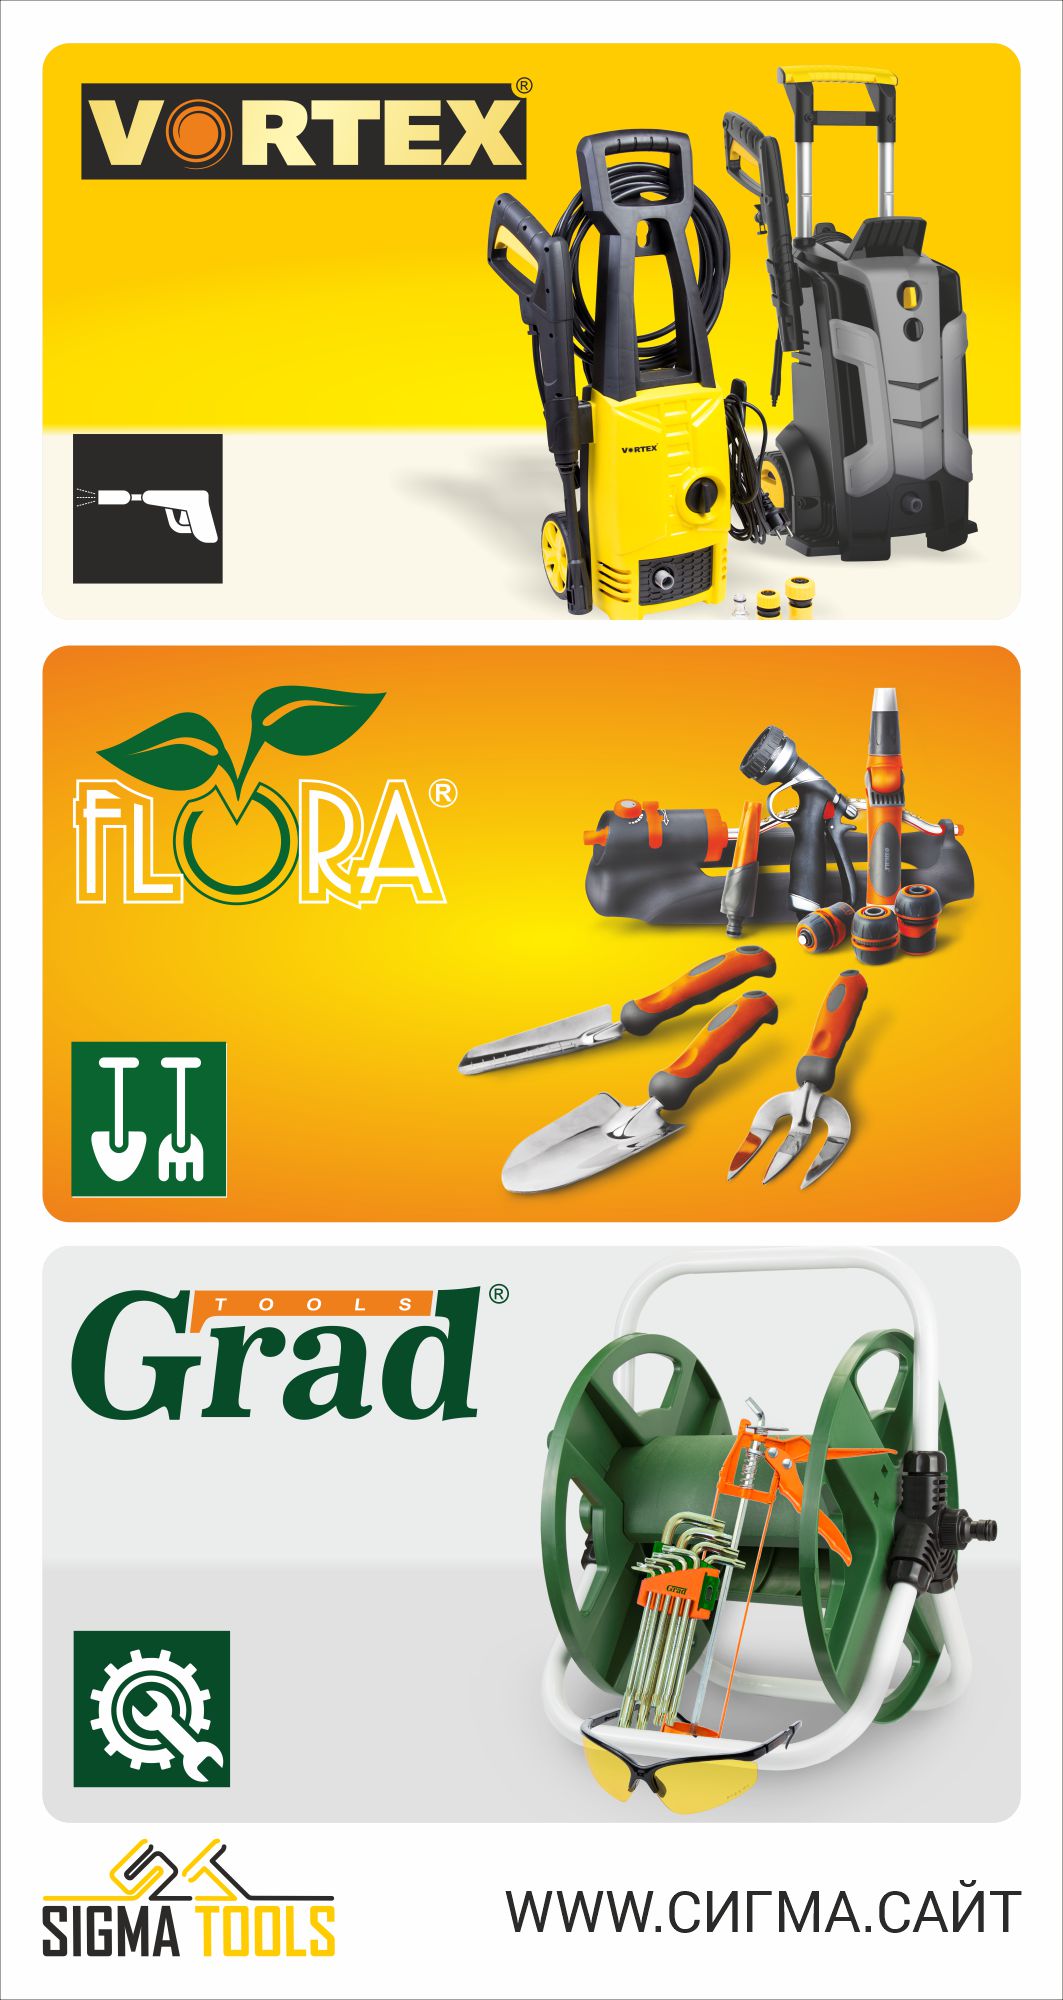 VORTEX®
VORTEX
FLORA®
TOOLS
Grad®
Grad
SIGMA TOOLS
WWW.СИГМА.САЙТ